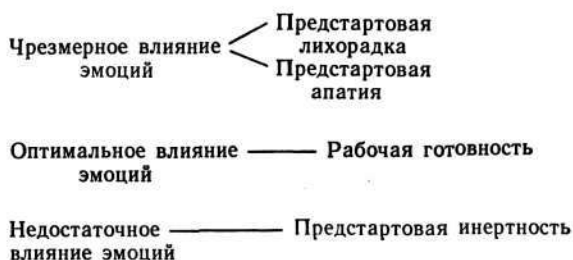 Чрезмерное влияние
эмоций
Предстартовая
лихорадка
Предстартовая
апатия
Оптимальное влияние
эмоций
Рабочая готовность
Недостаточное
влияние эмоций
Предстартовая инертность